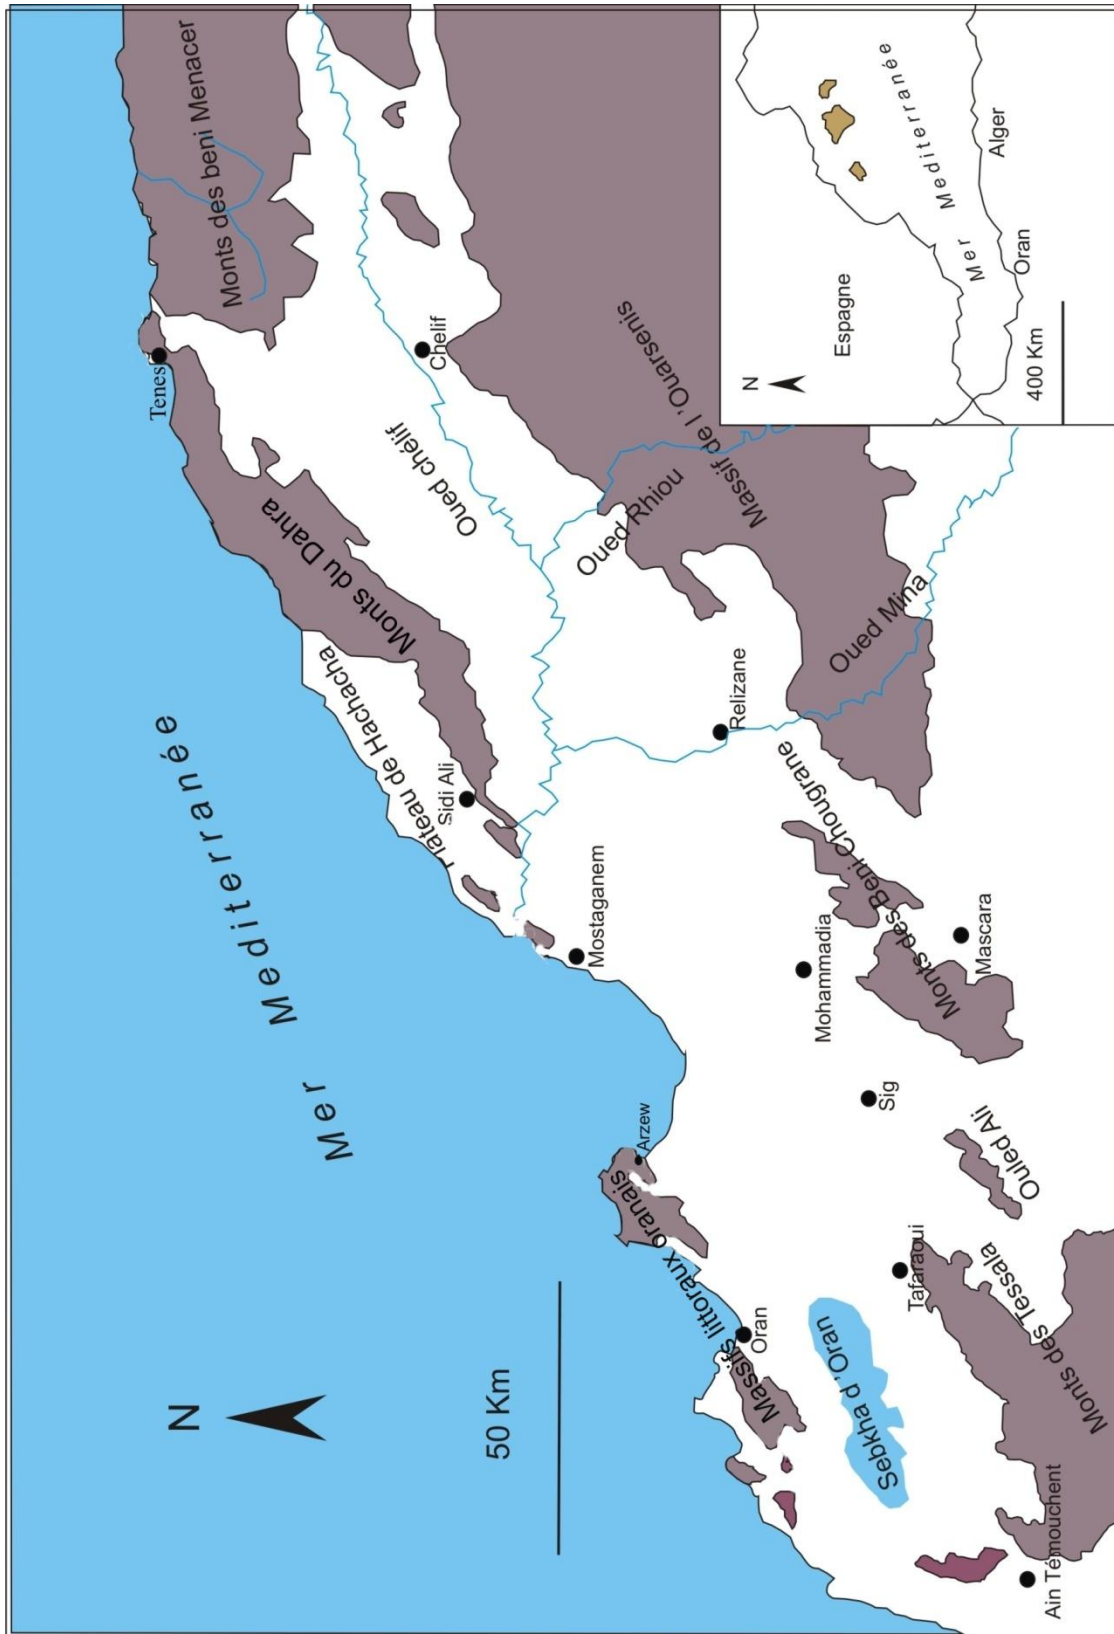 Mer Mediterranée
N
50 Km
Tenes
Monts des beni Menacer
Monts du Dahra
Plateau de Hachacha
Sidi Ali
Oued chélif
Chelif
Oued Rhiou
Massif de l 'Ouarsenis
Oued Mina
Relizane
Mostaganem
Mohammadia
Monts des Beni Chougrane
Mascara
Arzew
Massifs littoraux oranais
Oran
Sig
Ouled Ali
Tafaraoui
Sebkha d 'Oran
Monts des Tessala
Ain Témouchent
N
Espagne
Mer Mediterranée
Alger
Oran
400 Km